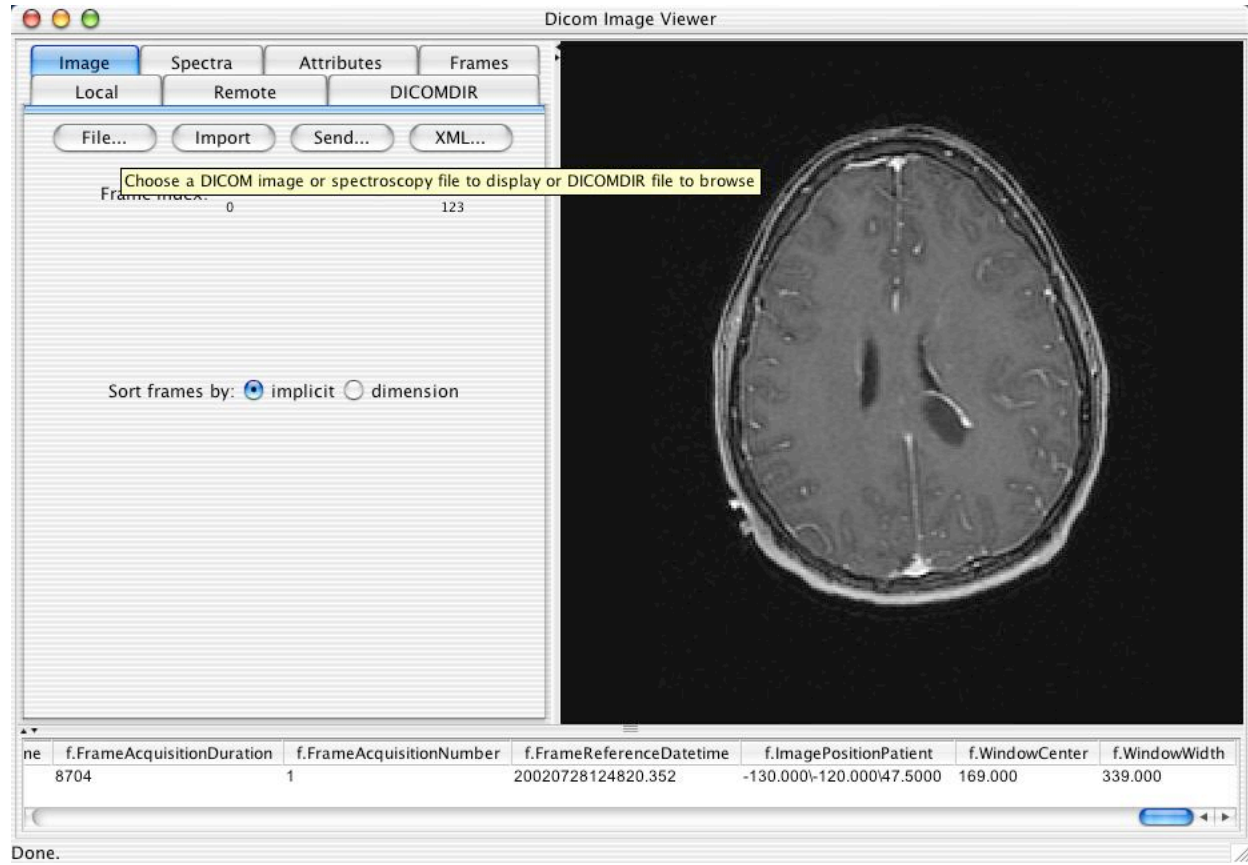 Dicom Image Viewer
Image Spectra Attributes Frames
Local Remote DICOMDIR
File... Import Send... XML...
Choose a DICOM image or spectroscopy file to display or DICOMDIR file to browse
Frame index:
0 123
Sort frames by: implicit dimension
ne f.FrameAcquisitionDuration f.FrameAcquisitionNumber f.FrameReferenceDatetime f.ImagePositionPatient f.WindowCenter f.WindowWidth
8704 1 20020728124820.352 -130.000\-120.000\47.5000 169.000 339.000
Done.